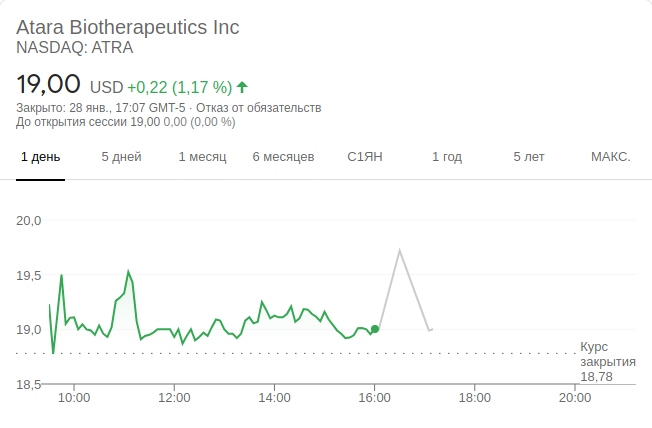 Atara Biotherapeutics Inc
NASDAQ: ATRA
19,00 USD +0,22 (1,17 %)
Закрыто: 28 янв., 17:07 GMT-5 · Отказ от обязательств
До открытия сессии 19,00 0,00 (0,00 %)
1 день 5 дней 1 месяц 6 месяцев С1ЯН 1 год 5 лет МАКС.
20,0
19,5
19,0
Курс
закрытия
18,78
18,5
10:00 12:00 14:00 16:00 18:00 20:00